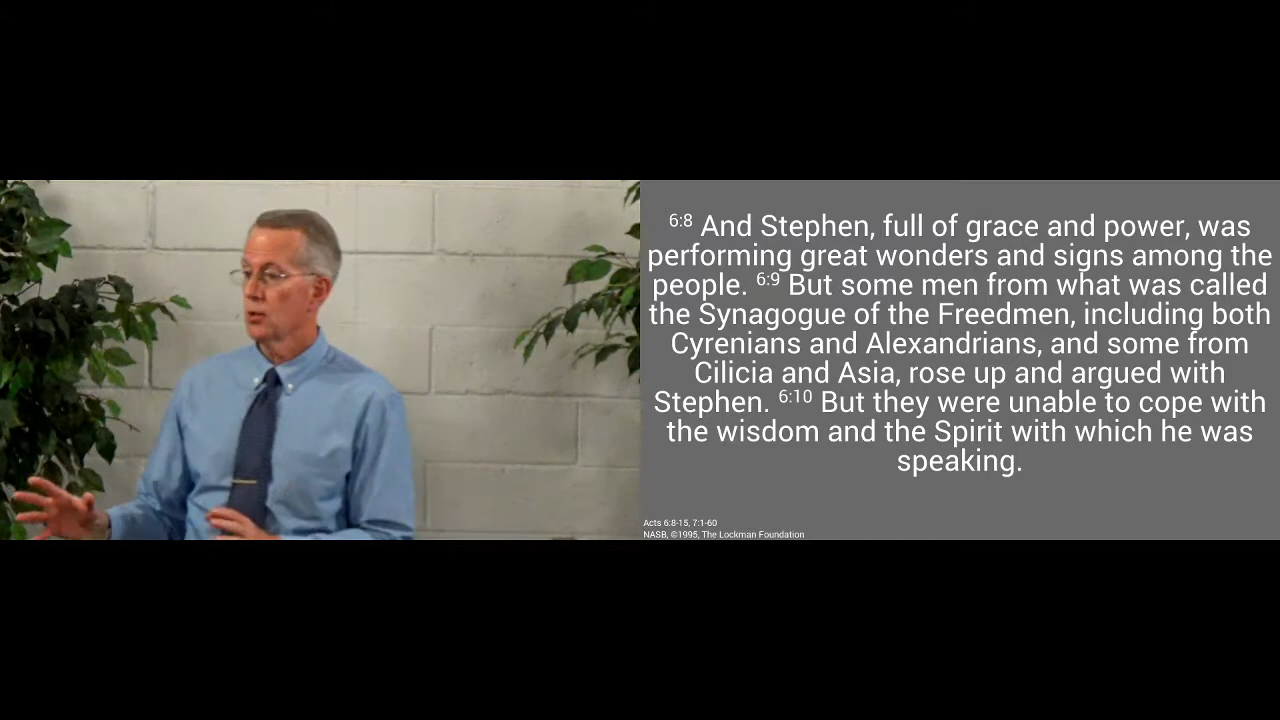 6:8 And Stephen, full of grace and power, was
performing great wonders and signs among the
people. 6:9 But some men from what was called
the Synagogue of the Freedmen, including both
Cyrenians and Alexandrians, and some from
Cilicia and Asia, rose up and argued with
Stephen. 6:10 But they were unable to cope with
the wisdom and the Spirit with which he was
speaking.
Acts 6:8-15, 7:1-60
NASB, ©1995, The Lockman Foundation